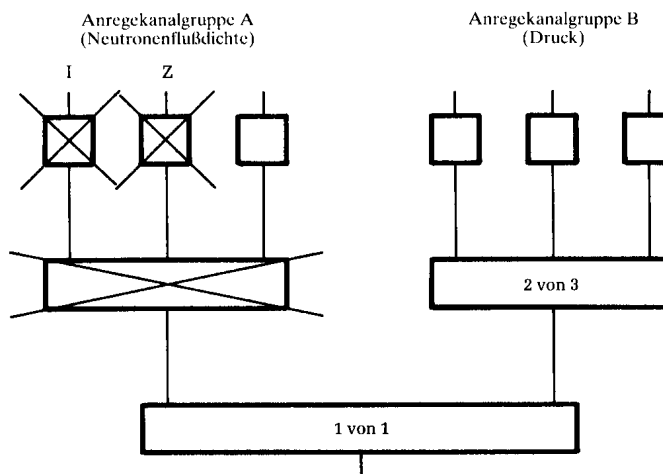 Anregekanalgruppe A
(Neutronenflußdichte)
Anregekanalgruppe B
(Druck)
I
Z
2 von 3
1 von 1